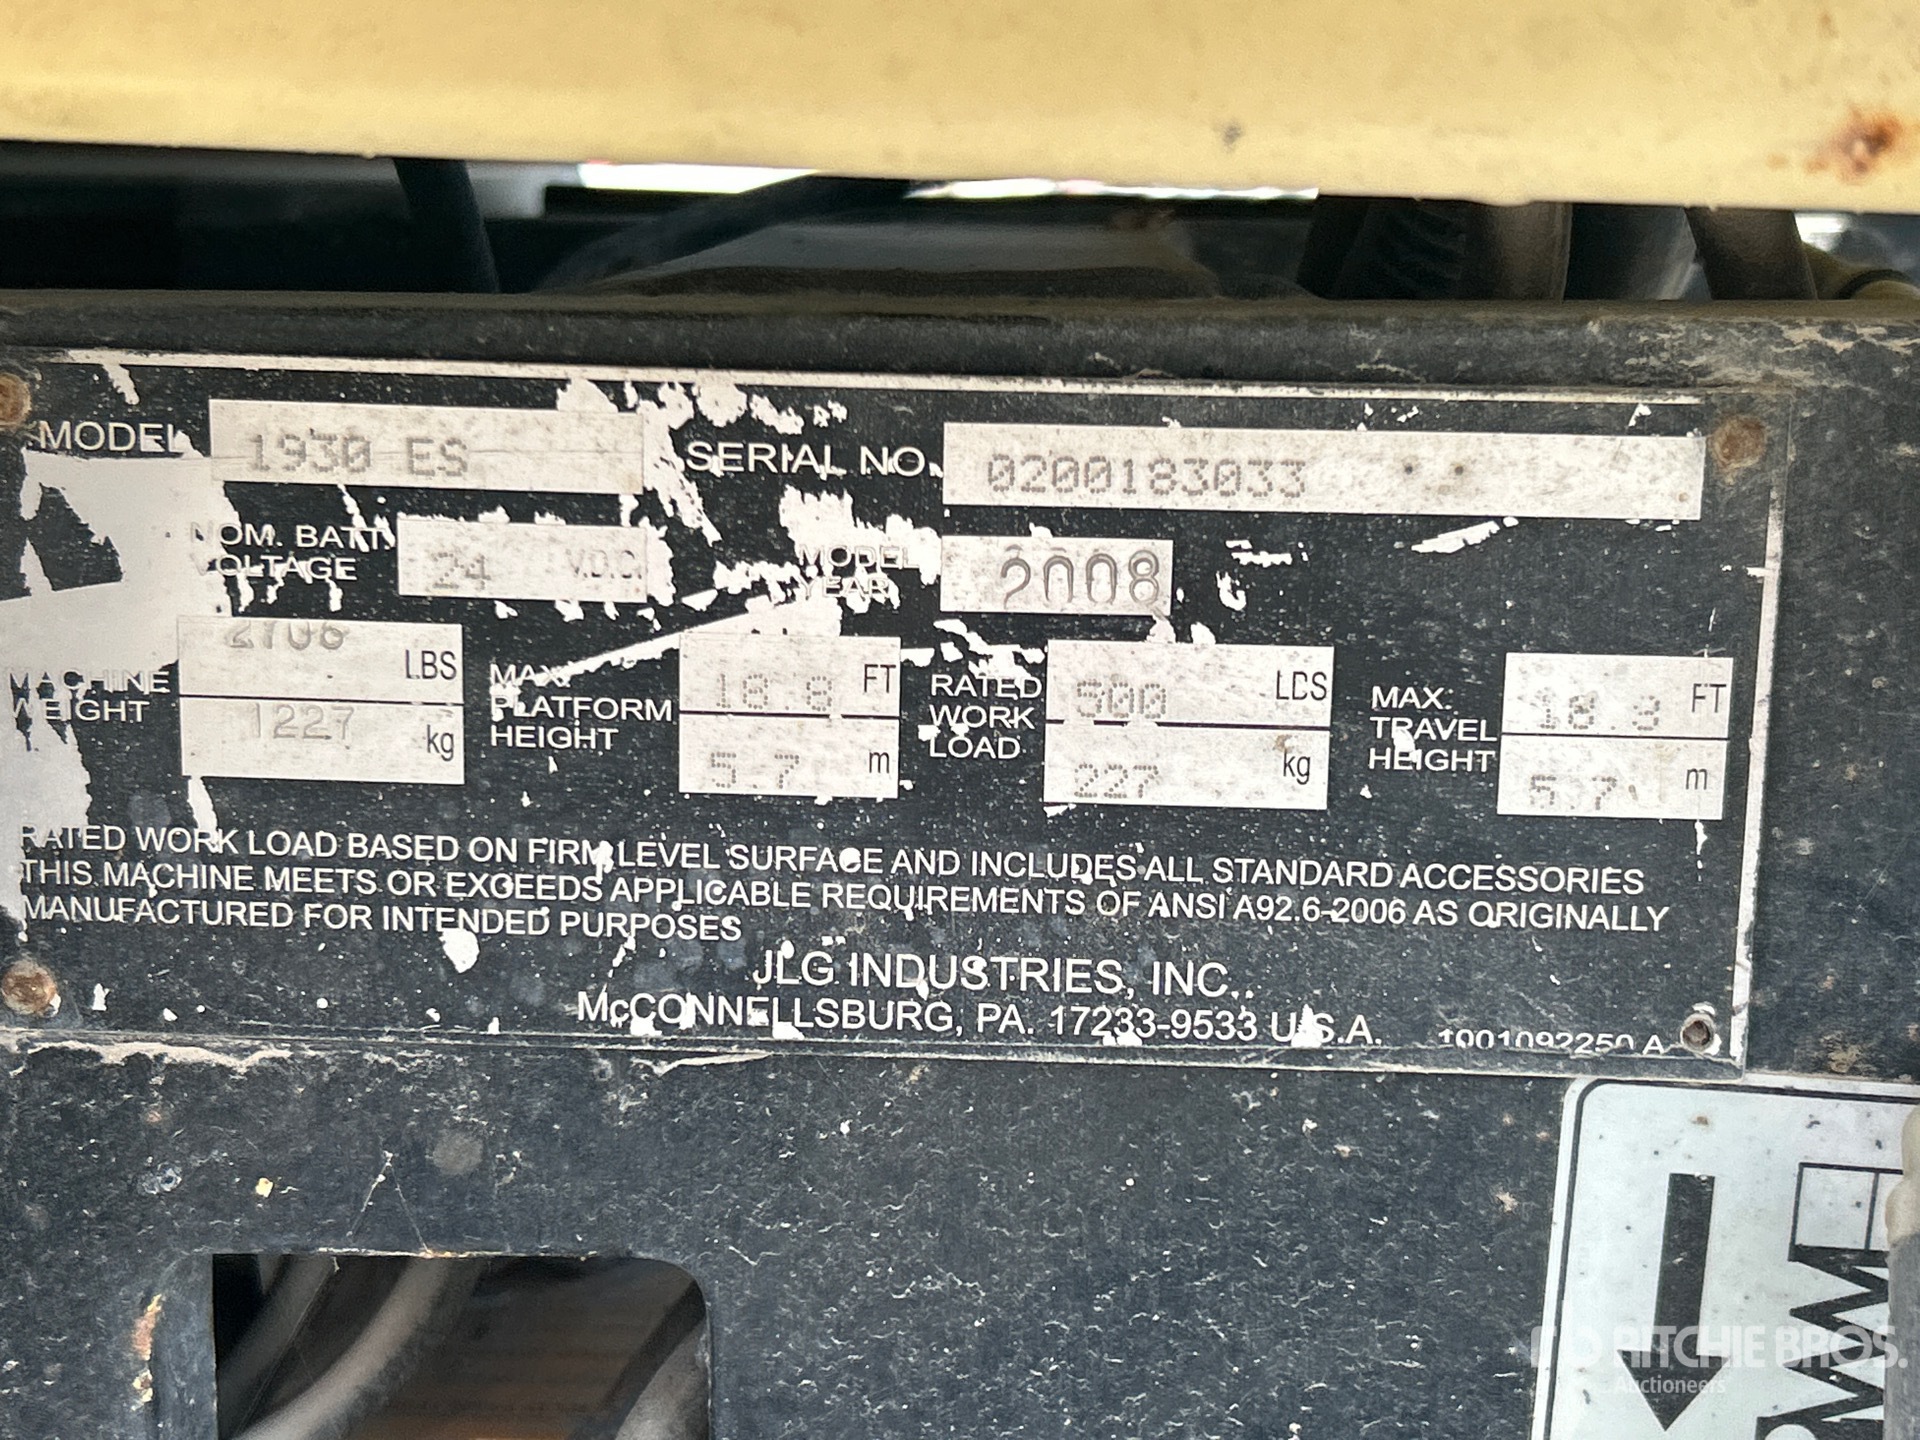 MODEL 1930 ES SERIAL NO. 0200183033
NOM. BATT. VOLTAGE 24 V.D.C. MODEL YEAR 2008
MACHINE WEIGHT 2706 LBS 1227 kg
MAX. PLATFORM HEIGHT 18.8 FT 5.7 m
RATED WORK LOAD 500 LBS 227 kg
MAX. TRAVEL HEIGHT FT 5.7 m
RATED WORK LOAD BASED ON FIRM LEVEL SURFACE AND INCLUDES ALL STANDARD ACCESSORIES
THIS MACHINE MEETS OR EXCEEDS APPLICABLE REQUIREMENTS OF ANSI A92.6-2006 AS ORIGINALLY
MANUFACTURED FOR INTENDED PURPOSES
JLG INDUSTRIES, INC.
McCONNELLSBURG, PA. 17233-9533 U.S.A. 1001092250 A
RITCHIE BROS.
Auctioneers